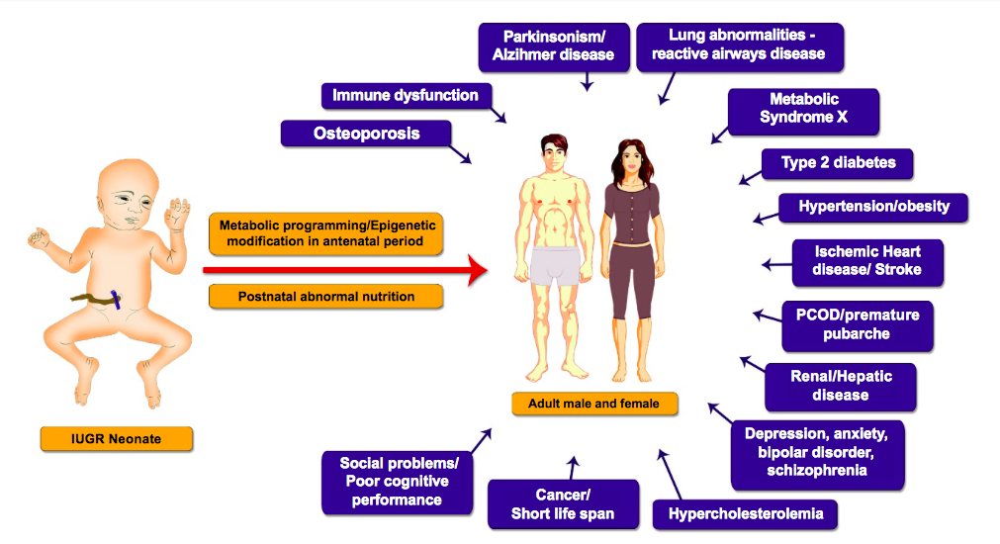 Parkinsonism/
Alzihmer disease
Lung abnormalities -
reactive airways disease
Immune dysfunction
Metabolic
Syndrome X
Osteoporosis
Type 2 diabetes
Hypertension/obesity
Metabolic programming/Epigenetic
modification in antenatal period
Ischemic Heart
disease/ Stroke
Postnatal abnormal nutrition
PCOD/premature
pubarche
Renal/Hepatic
disease
Adult male and female
IUGR Neonate
Depression, anxiety,
bipolar disorder,
schizophrenia
Social problems/
Poor cognitive
performance
Cancer/
Short life span
Hypercholesterolemia